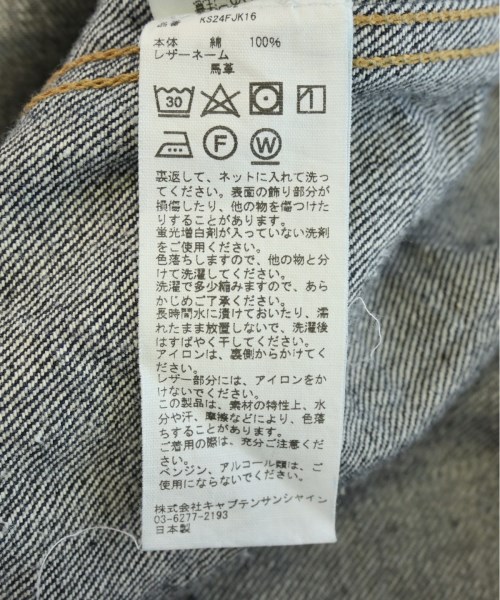 品番 KS24FJK16
本体 綿 100%
レザーネーム
馬革
30
F W
裏返して、ネットに入れて洗っ
てください。表面の飾り部分が
損傷したり、他の物を傷つけた
りすることがあります。
蛍光増白剤が入っていない洗剤
をご使用ください。
色落ちしますので、他の物と分
けて洗濯してください。
洗濯で多少縮みますので、あら
かじめご了承ください。
長時間水に漬けておいたり、濡
れたまま放置しないで、洗濯後
はすばやく干してください。
アイロンは、裏側からかけてく
ださい。
レザー部分には、アイロンをか
けないでください。
この製品は、素材の特性上、水
分や汗、摩擦などにより、色落
ちすることがあります。
ご着用の際は、充分ご注意くだ
さい。
ベンジン、アルコール類は、ご
使用にならないでください。
株式会社キャプテンサンシャイン
03-6277-2193
日本製